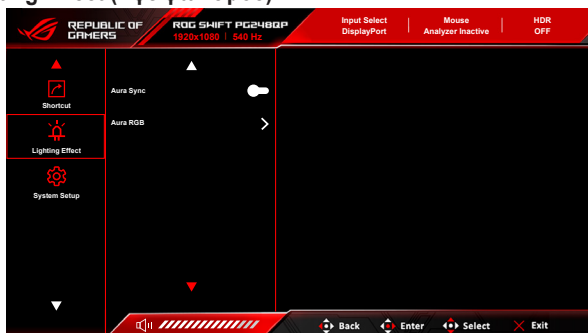 REPUBLIC OF
GAMERS
ROG SWIFT PG248QP
1920x1080 | 540 Hz
Input Select
DisplayPort
Mouse
Analyzer Inactive
HDR
OFF
Shortcut
Lighting Effect
System Setup
Aura Sync
Aura RGB
Back
Enter
Select
Exit